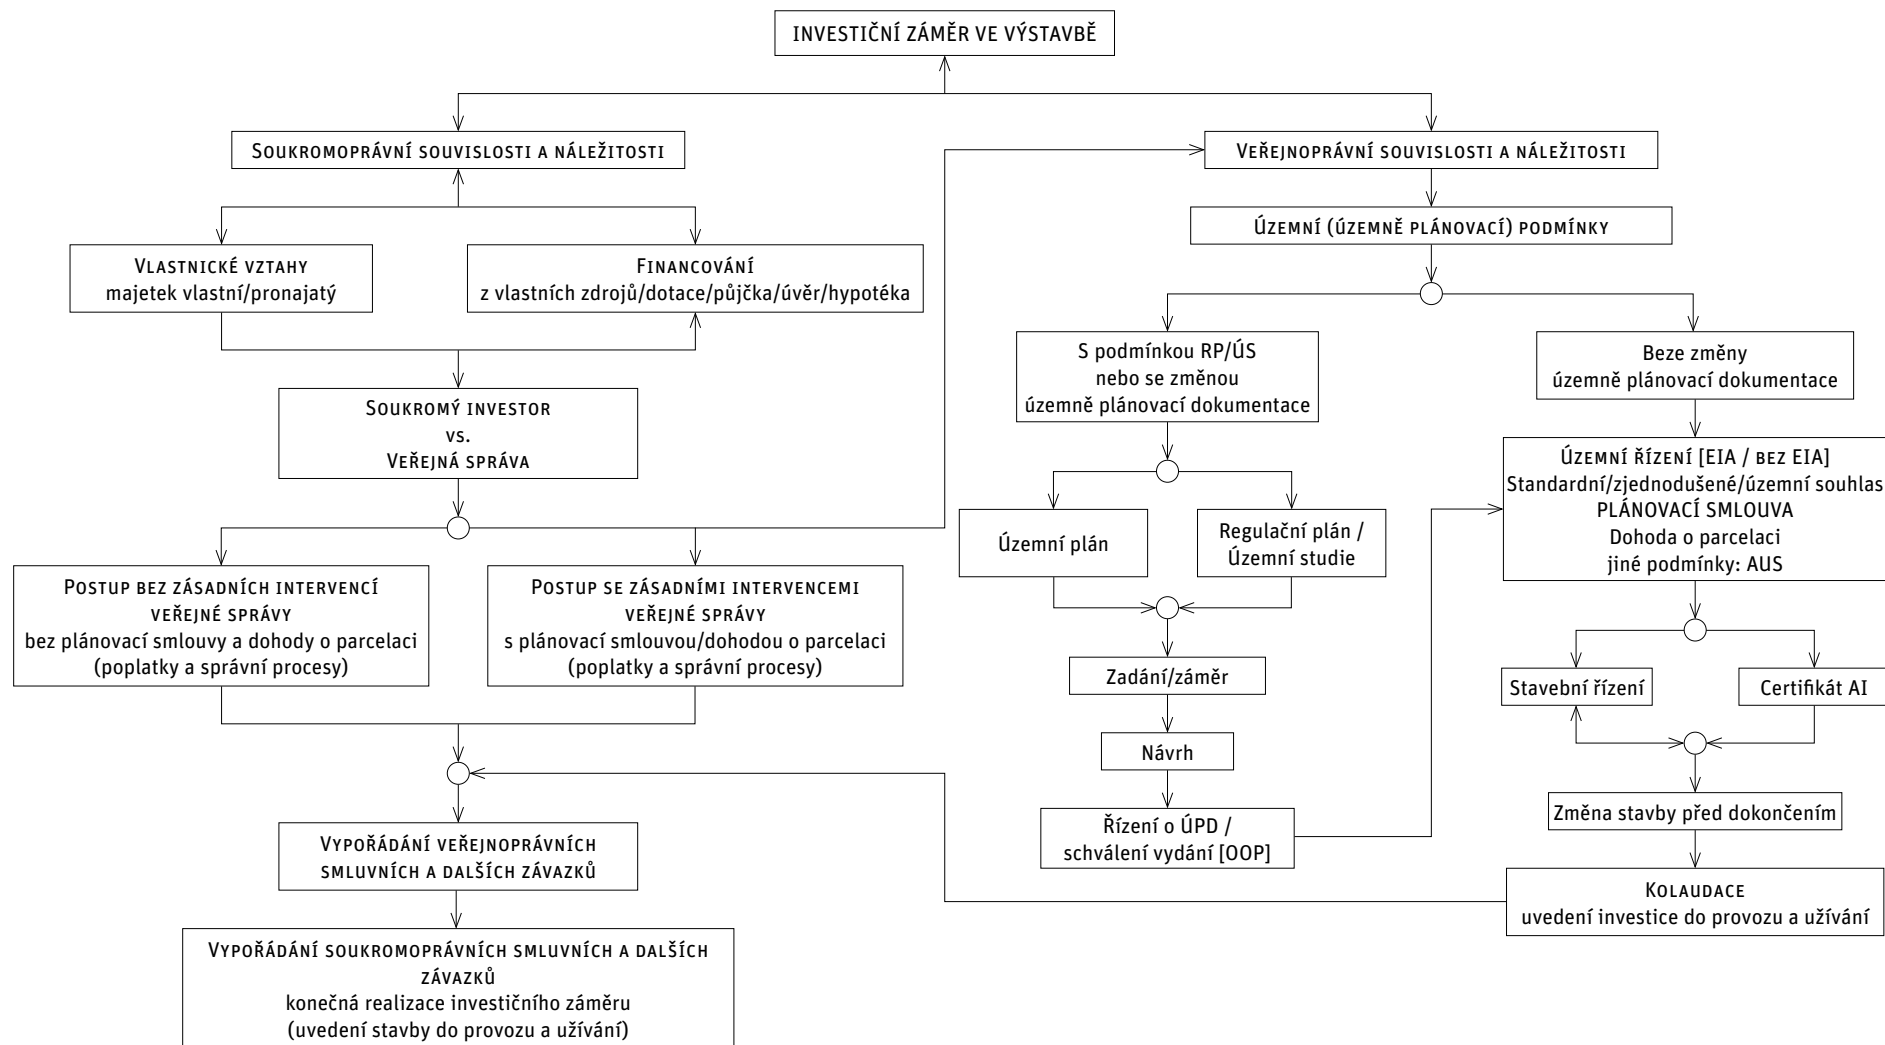 INVESTIČNÍ ZÁMĚR VE VÝSTAVBĚ
SOUKROMOPRÁVNÍ SOUVISLOSTI A NÁLEŽITOSTI
VLASTNICKÉ VZTAHY
majetek vlastní/pronajatý
FINANCOVÁNÍ
z vlastních zdrojů/dotace/půjčka/úvěr/hypotéka
SOUKROMÝ INVESTOR
VS.
VEŘEJNÁ SPRÁVA
POSTUP BEZ ZÁSADNÍCH INTERVENCÍ
VEŘEJNÉ SPRÁVY
bez plánovací smlouvy a dohody o parcelaci
(poplatky a správní procesy)
POSTUP SE ZÁSADNÍMI INTERVENCEMI
VEŘEJNÉ SPRÁVY
s plánovací smlouvou/dohodou o parcelaci
(poplatky a správní procesy)
VYPOŘÁDÁNÍ VEŘEJNOPRÁVNÍCH
SMLUVNÍCH A DALŠÍCH ZÁVAZKŮ
VYPOŘÁDÁNÍ SOUKROMOPRÁVNÍCH SMLUVNÍCH A DALŠÍCH
ZÁVAZKŮ
konečná realizace investičního záměru
(uvedení stavby do provozu a užívání)
VEŘEJNOPRÁVNÍ SOUVISLOSTI A NÁLEŽITOSTI
ÚZEMNÍ (ÚZEMNĚ PLÁNOVACÍ) PODMÍNKY
S podmínkou RP/ÚS
nebo se změnou
územně plánovací dokumentace
Územní plán
Regulační plán /
Územní studie
Zadání/záměr
Návrh
Řízení o ÚPD /
schválení vydání [OOP]
Beze změny
územně plánovací dokumentace
ÚZEMNÍ ŘÍZENÍ [EIA / BEZ EIA]
Standardní/zjednodušené/územní souhlas
PLÁNOVACÍ SMLOUVA
Dohoda o parcelaci
jiné podmínky: AUS
Stavební řízení
Certifikát AI
Změna stavby před dokončením
KOLAUDACE
uvedení investice do provozu a užívání